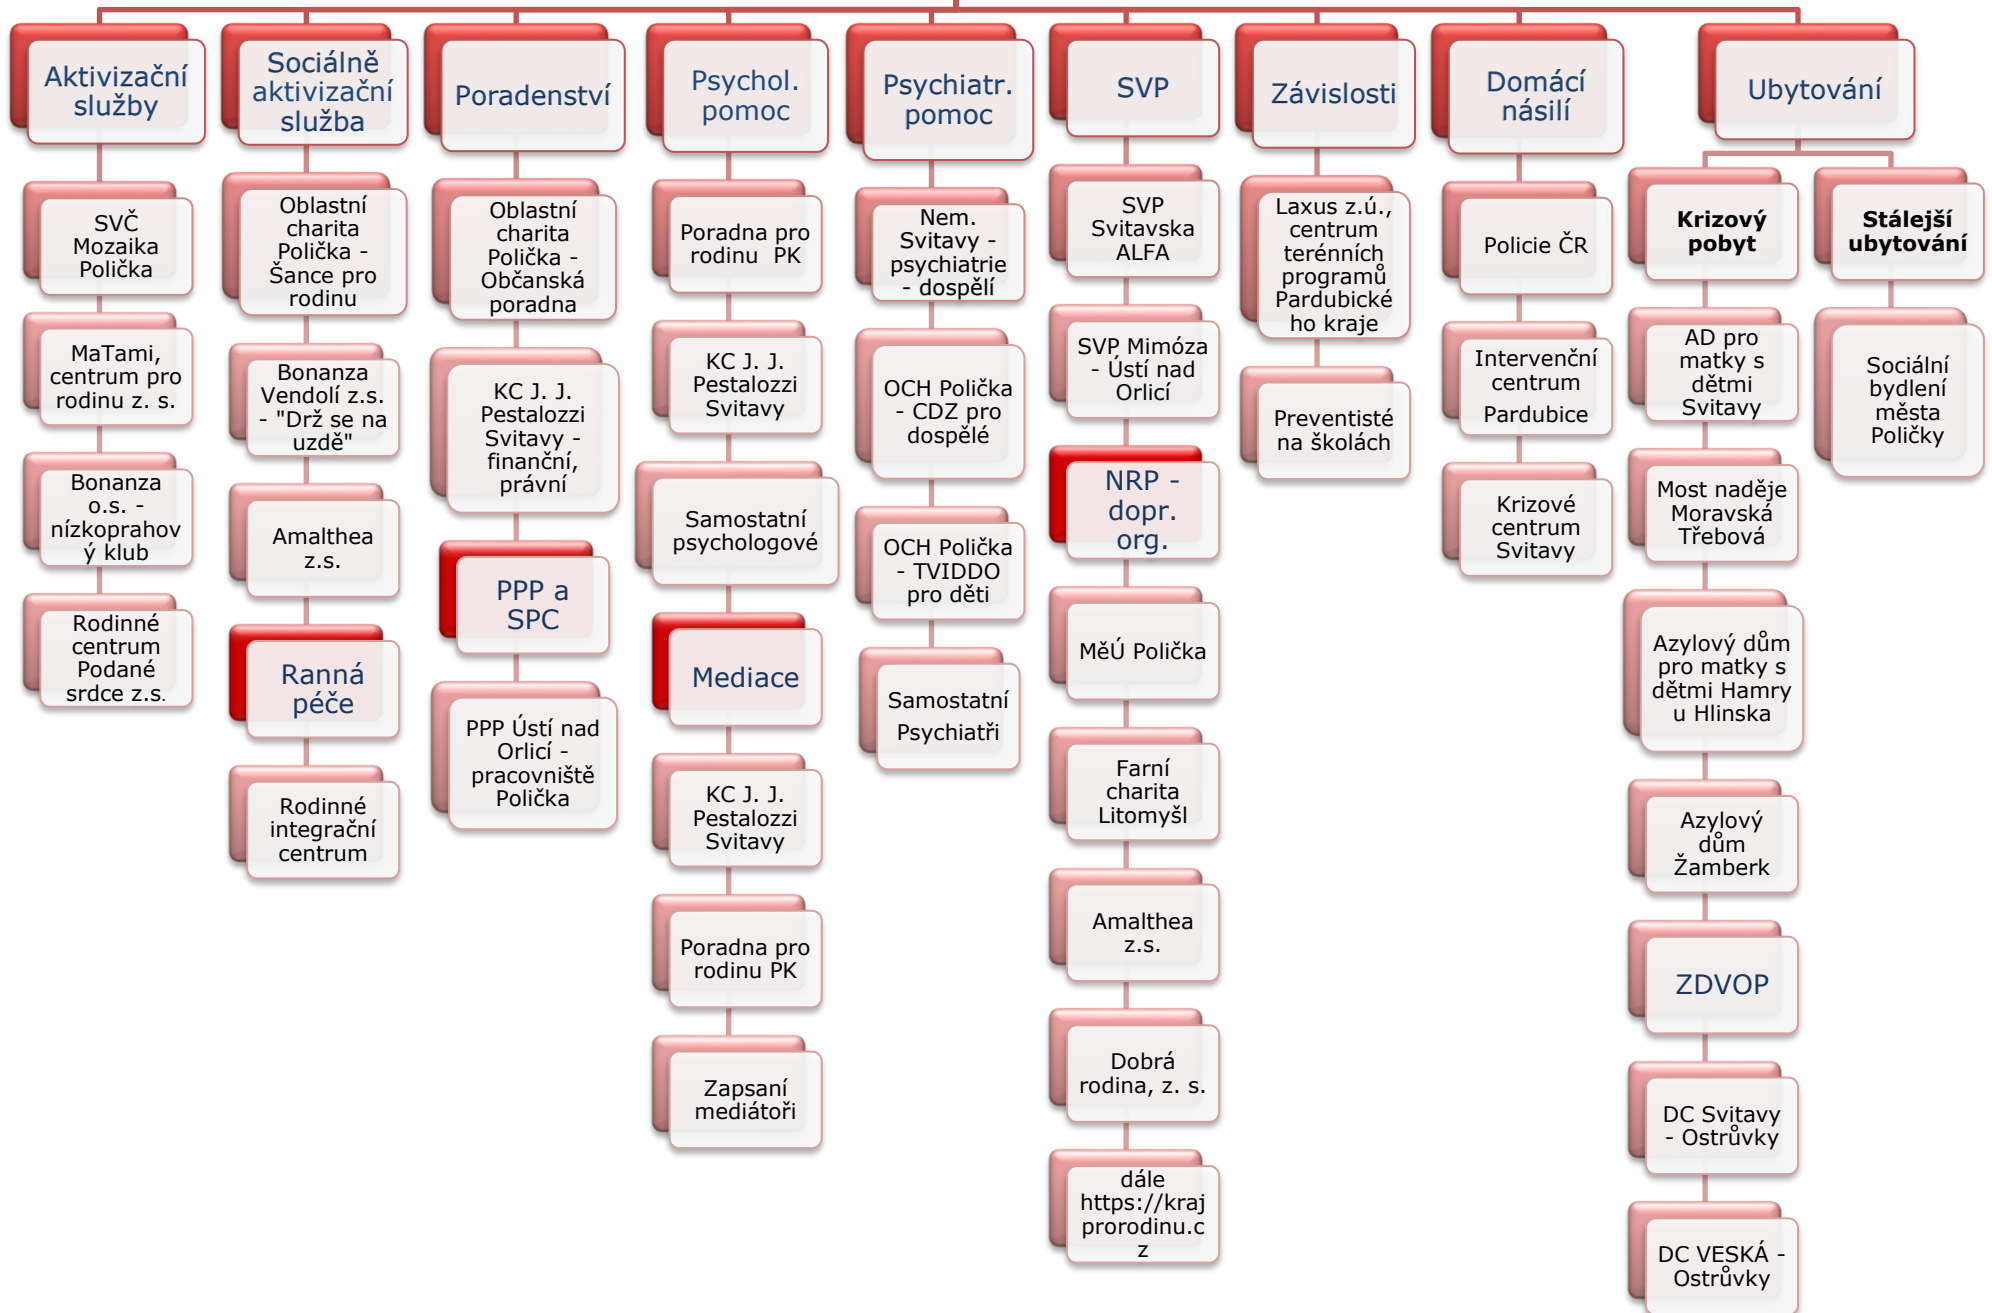 Aktivizační
služby
SVČ
Mozaika
Polička
MaTami,
centrum pro
rodinu z. s.
Bonanza
o.s. -
nízkoprahov
ý klub
Rodinné
centrum
Podané
srdce z.s.
Sociálně
aktivizační
služba
Oblastní
charita
Polička -
Šance pro
rodinu
Bonanza
Vendolí z.s.
- "Drž se na
uzdě"
Amalthea
z.s.
Ranná
péče
Rodinné
integrační
centrum
Poradenství
Oblastní
charita
Polička -
Občanská
poradna
KC J. J.
Pestalozzi
Svitavy -
finanční,
právní
PPP a
SPC
PPP Ústí nad
Orlicí -
pracoviště
Polička
Psychol.
pomoc
Poradna pro
rodinu  PK
KC J. J.
Pestalozzi
Svitavy
Samostatní
psychologové
Mediace
KC J. J.
Pestalozzi
Svitavy
Poradna pro
rodinu PK
Zapsaní
mediátoři
Psychiatr.
pomoc
Nem.
Svitavy -
psychiatrie
- dospělí
OCH Polička
- CDZ pro
dospělé
OCH Polička
- TVIDDO
pro děti
Samostatní
Psychiatři
SVP
SVP
Svitavska
ALFA
SVP Mimóza
- Ústí nad
Orlicí
NRP -
dopr.
org.
MěÚ Polička
Farní
charita
Litomyšl
Amalthea
z.s.
Dobrá
rodina, z. s.
dále
https://kraj
prorodinu.c
z
Závislosti
Laxus z.ú.,
centrum
terénních
programů
Pardubické
ho kraje
Preventisté
na školách
Domácí
násilí
Policie ČR
Intervenční
centrum
Pardubice
Krizové
centrum
Svitavy
Ubytování
Krizový
pobyt
AD pro
matky s
dětmi
Svitavy
Most naděje
Moravská
Třebová
Azylový dům
pro matky s
dětmi Hamry
u Hlinska
Azylový
dům
Žamberk
ZDVOP
DC Svitavy
- Ostrůvky
DC VESKÁ -
Ostrůvky
Stálejší
ubytování
Sociální
bydlení
města
Poličky